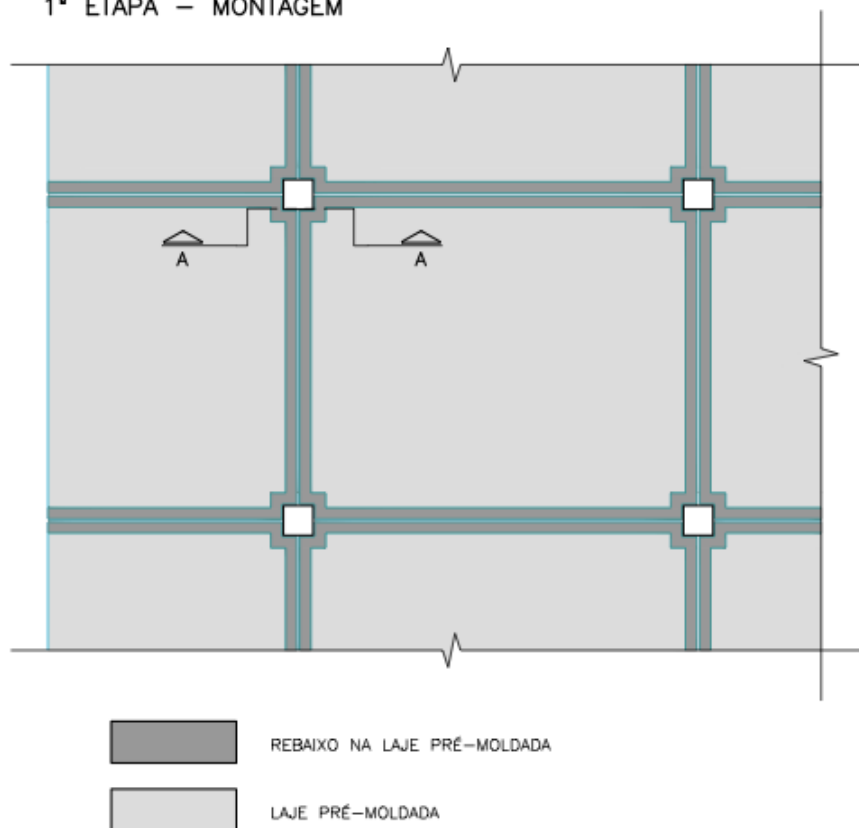 1ª ETAPA – MONTAGEM
A A
REBAIXO NA LAJE PRÉ–MOLDADA
LAJE PRÉ–MOLDADA